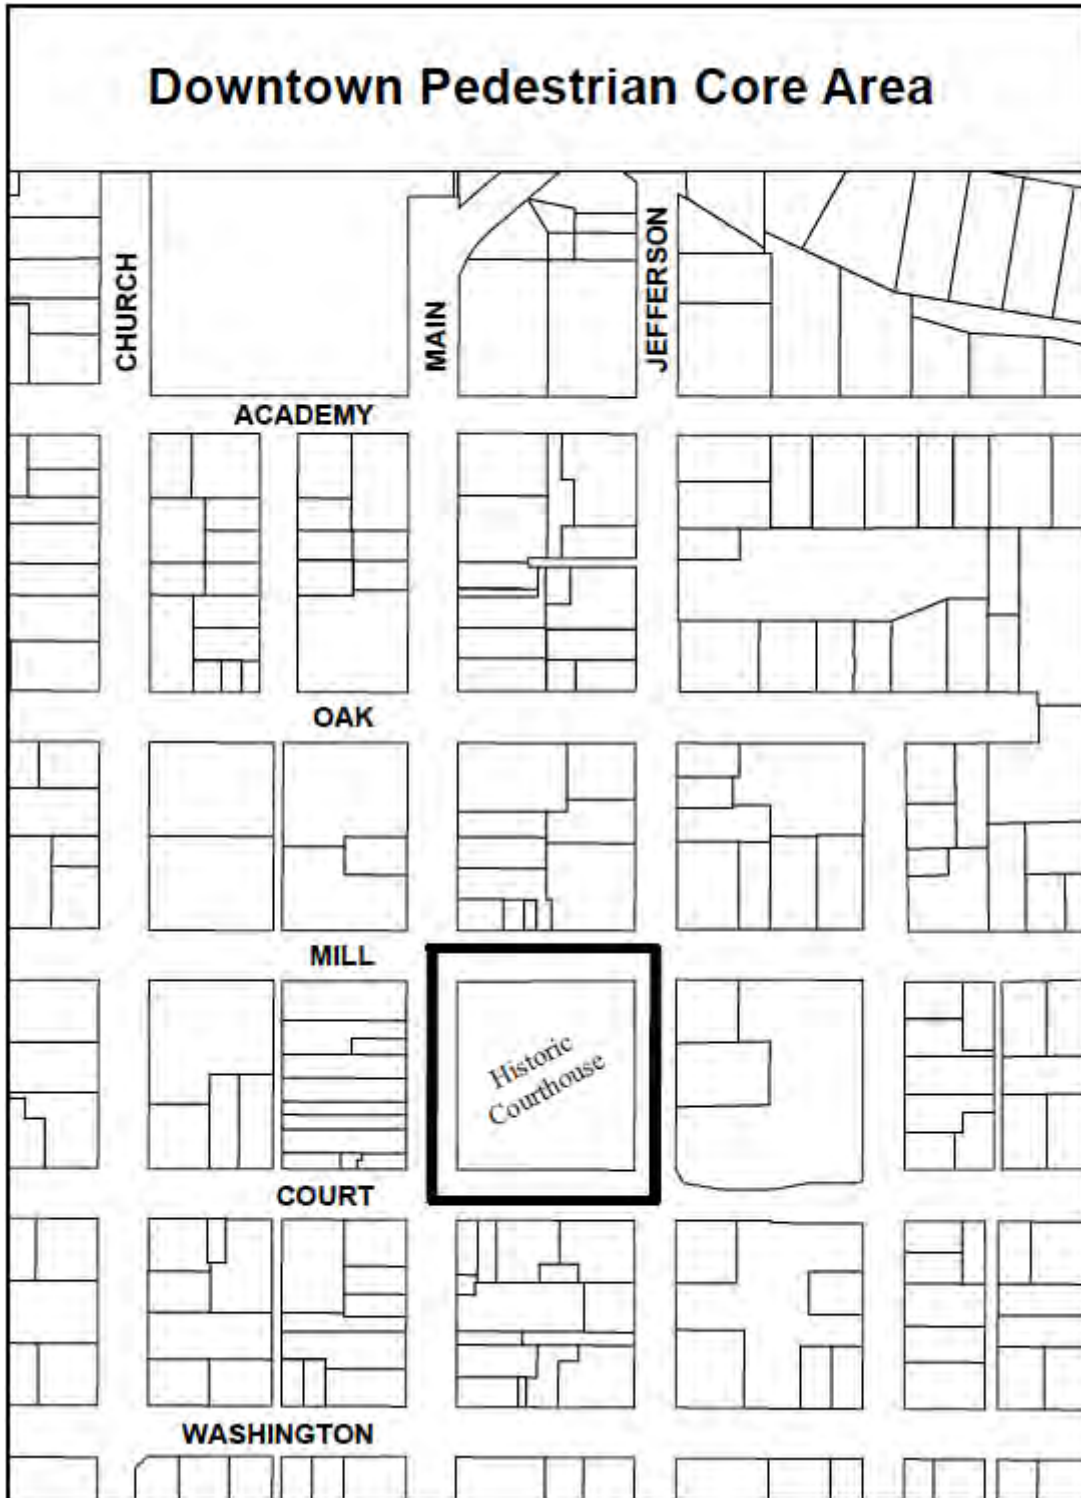 Downtown Pedestrian Core Area
CHURCH
MAIN
JEFFERSON
ACADEMY
OAK
MILL
Historic
Courthouse
COURT
WASHINGTON